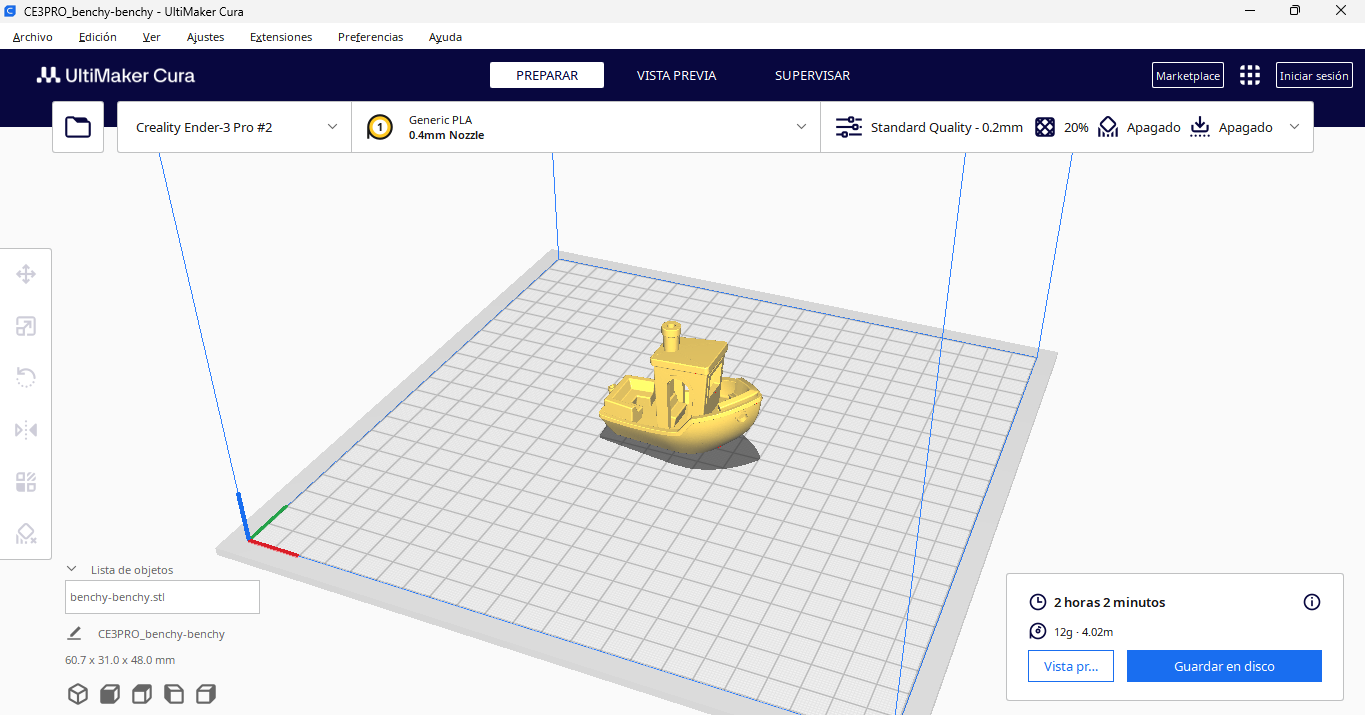 CE3PRO_benchy-benchy - UltiMaker Cura
Archivo Edición Ver Ajustes Extensiones Preferencias Ayuda
UltiMaker Cura PREPARAR VISTA PREVIA SUPERVISAR Marketplace Iniciar sesión
Creality Ender-3 Pro #2
1
Generic PLA
0.4mm Nozzle
Standard Quality - 0.2mm 20% Apagado Apagado
Lista de objetos
benchy-benchy.stl
CE3PRO_benchy-benchy
60.7 x 31.0 x 48.0 mm
2 horas 2 minutos
12g · 4.02m
Vista pr... Guardar en disco